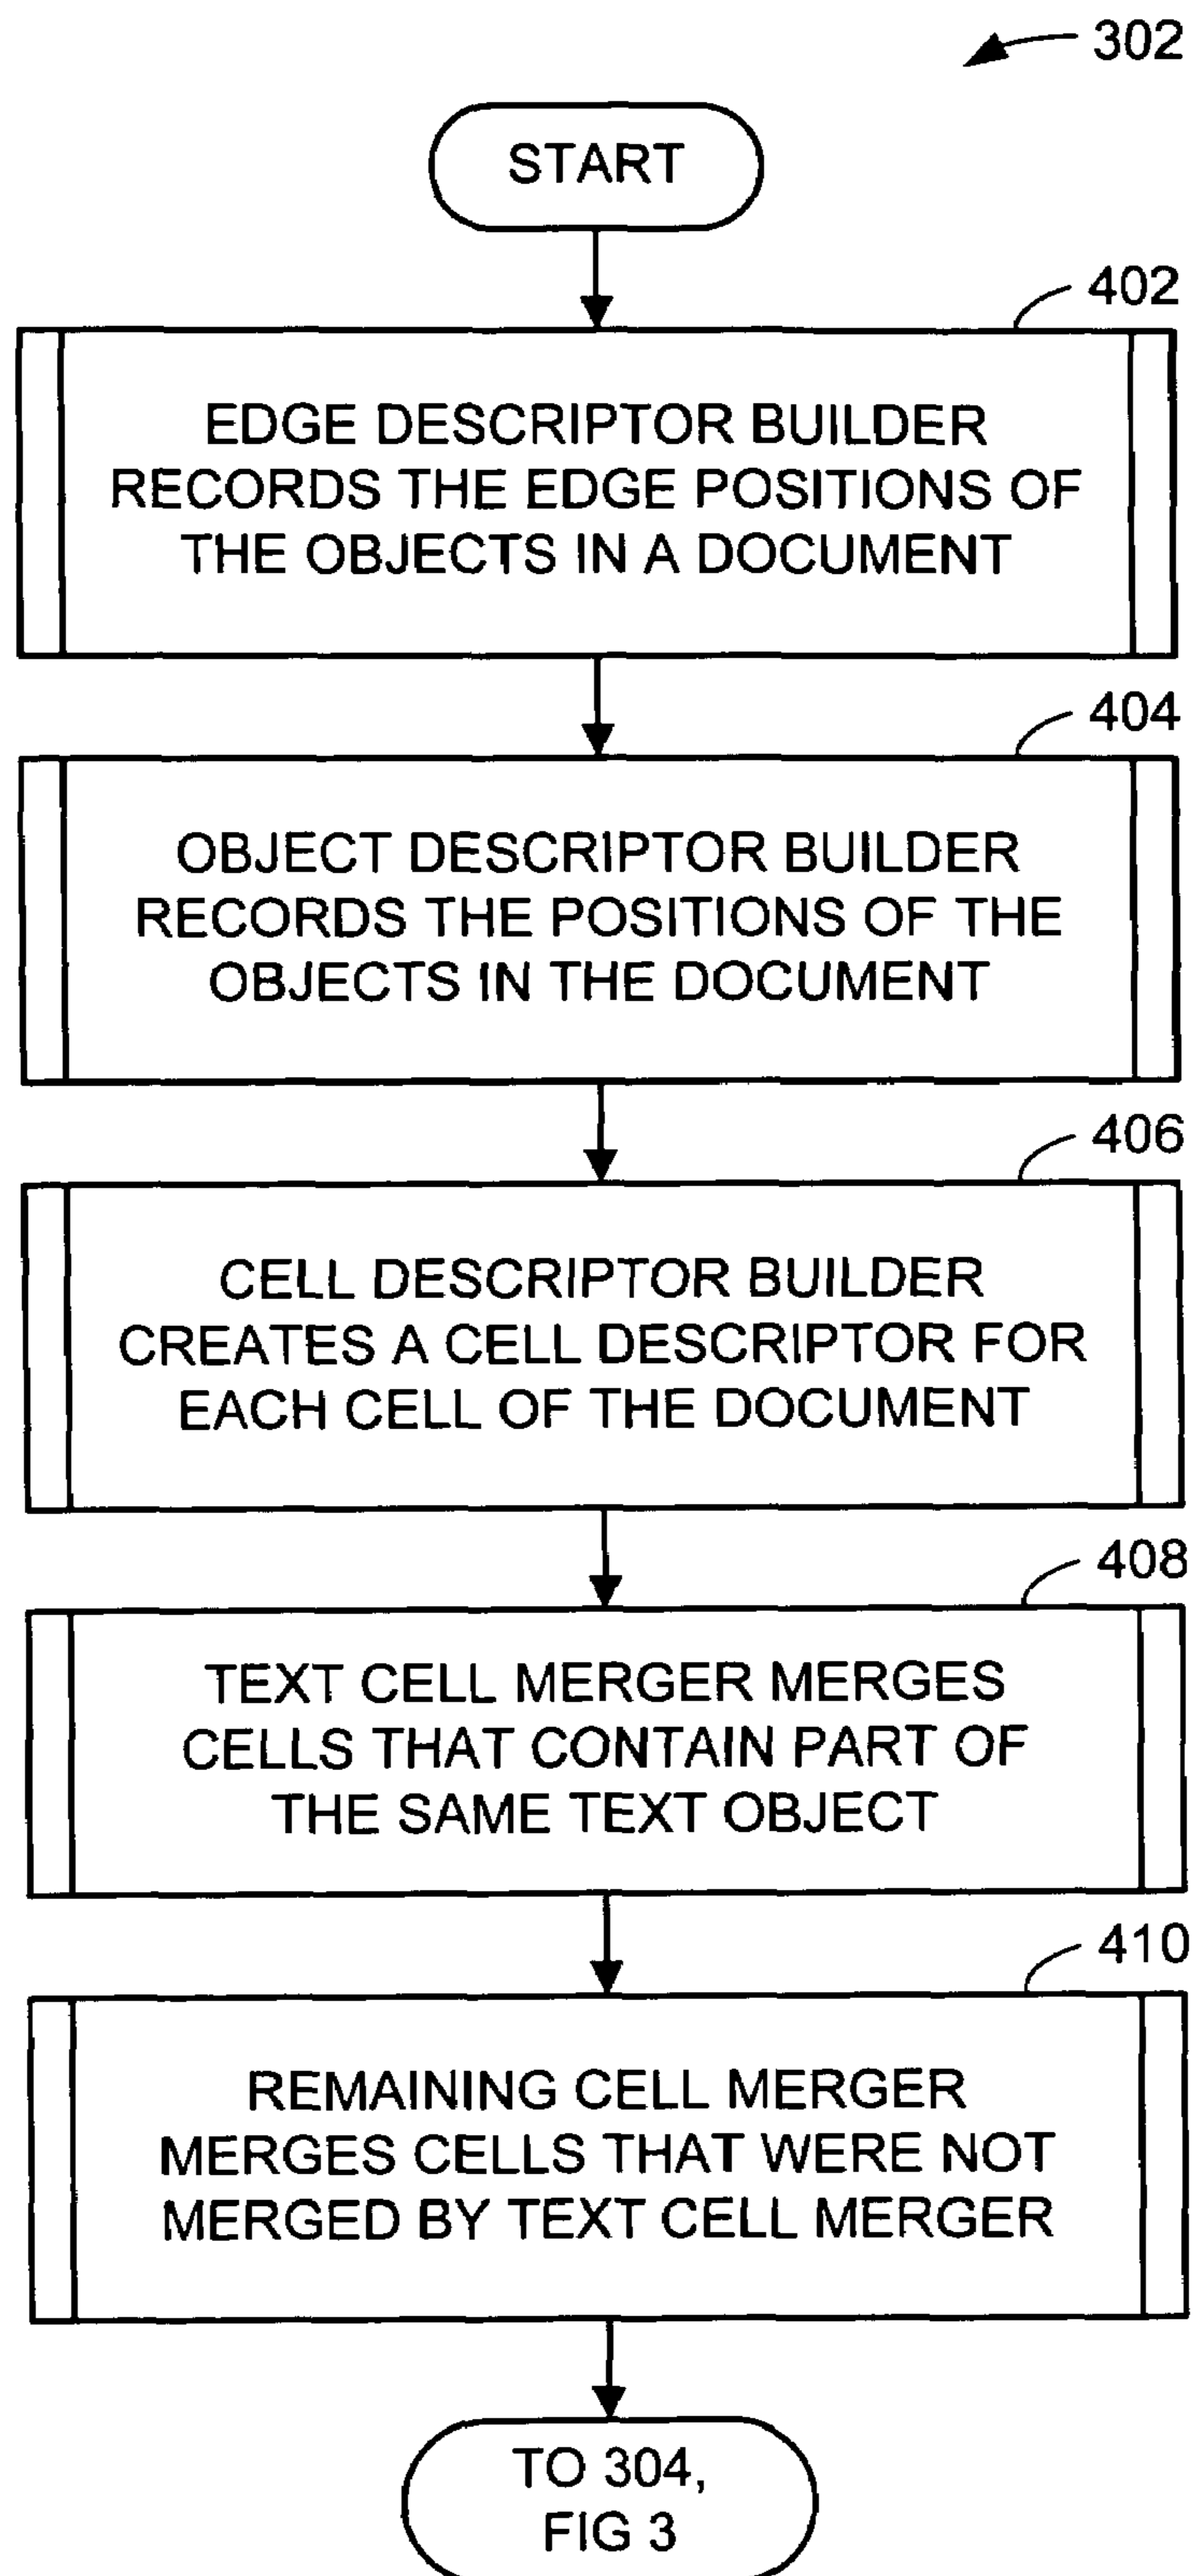 302
START
402
EDGE DESCRIPTOR BUILDER
RECORDS THE EDGE POSITIONS OF
THE OBJECTS IN A DOCUMENT
404
OBJECT DESCRIPTOR BUILDER
RECORDS THE POSITIONS OF THE
OBJECTS IN THE DOCUMENT
406
CELL DESCRIPTOR BUILDER
CREATES A CELL DESCRIPTOR FOR
EACH CELL OF THE DOCUMENT
408
TEXT CELL MERGER MERGES
CELLS THAT CONTAIN PART OF
THE SAME TEXT OBJECT
410
REMAINING CELL MERGER
MERGES CELLS THAT WERE NOT
MERGED BY TEXT CELL MERGER
TO 304,
FIG 3